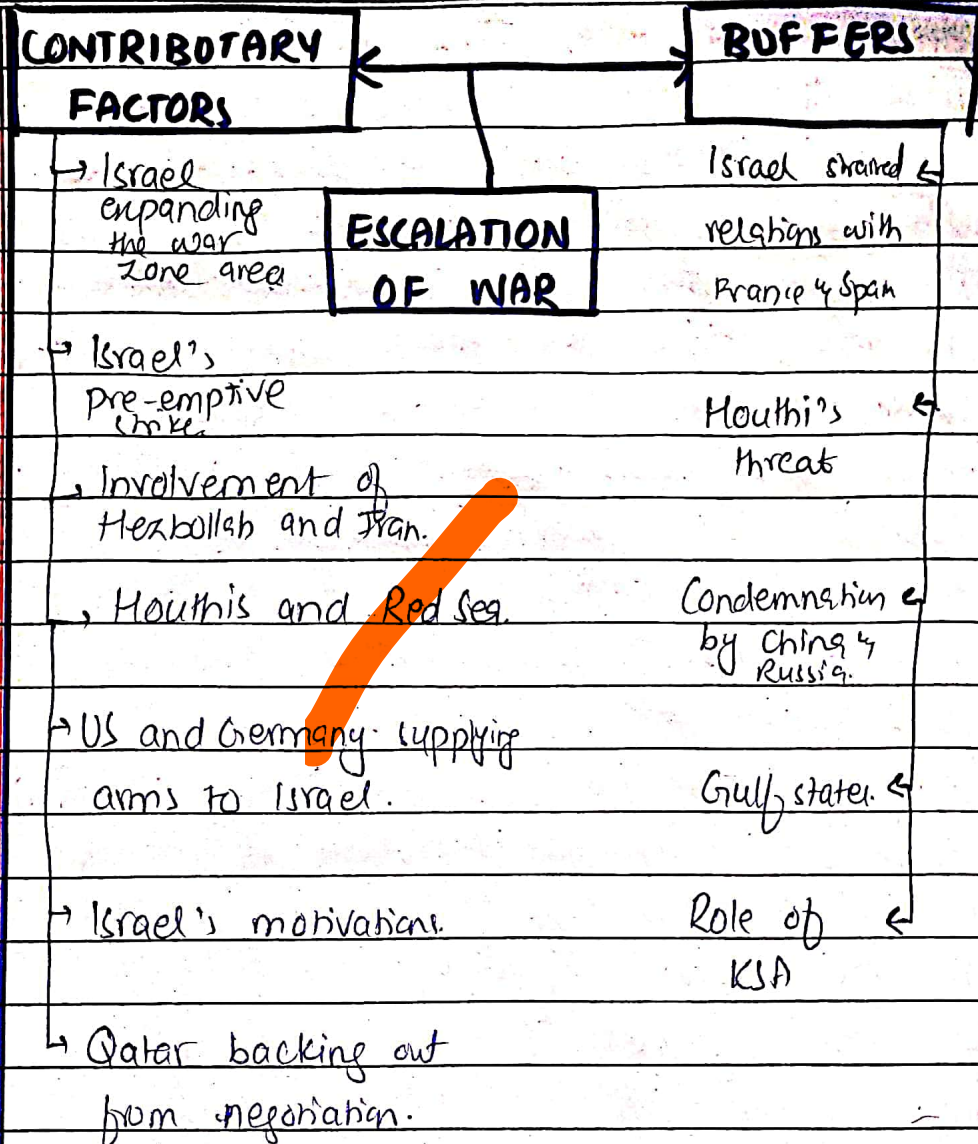 CONTRIBUTARY
FACTORS
BUFFERS
ESCALATION
OF WAR
→ Israel
expanding
the war
zone area
→ Israel's
pre-emptive
strike.
→ Involvement of
Hezbollah and Iran.
→ Houthis and Red Sea.
→ US and Germany supplying
arms to Israel.
→ Israel's motivations.
→ Qatar backing out
from negotiation.
Israel strained
relations with
France & Spain
Houthi's
threat
Condemnation
by China &
Russia.
Gulf states.
Role of
KSA